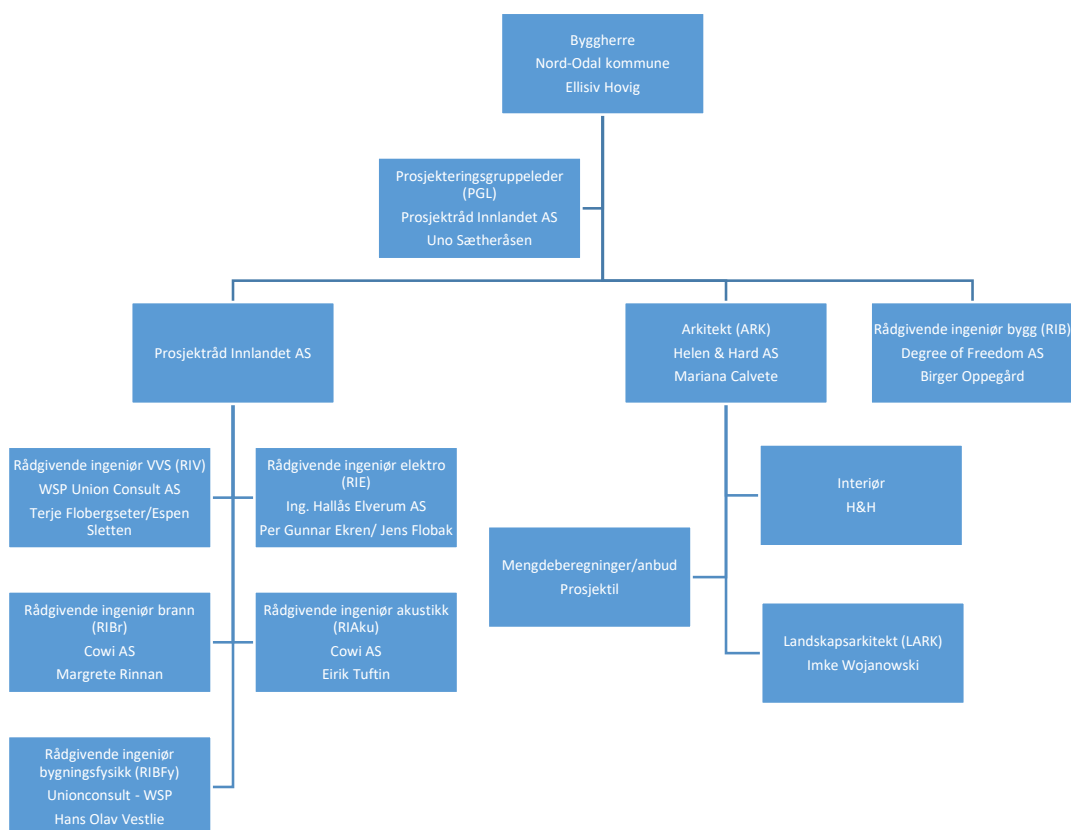 Byggherre
Nord-Odal kommune
Ellisiv Hovig
Prosjekteringsgruppeleder
(PGL)
Prosjektråd Innlandet AS
Uno Sætheråsen
Prosjektråd Innlandet AS
Arkitekt (ARK)
Helen & Hard AS
Mariana Calvete
Rådgivende ingeniør bygg (RIB)
Degree of Freedom AS
Birger Oppegård
Rådgivende ingeniør VVS (RIV)
WSP Union Consult AS
Terje Flobergseter/Espen
Sletten
Rådgivende ingeniør elektro
(RIE)
Ing. Hallås Elverum AS
Per Gunnar Ekren/ Jens Flobak
Interiør
H&H
Mengdeberegninger/anbud
Prosjektil
Rådgivende ingeniør brann
(RIBr)
Cowi AS
Margrete Rinnan
Rådgivende ingeniør akustikk
(RIAku)
Cowi AS
Eirik Tuftin
Landskapsarkitekt (LARK)
Imke Wojanowski
Rådgivende ingeniør
bygningsfysikk (RIBFy)
Unionconsult - WSP
Hans Olav Vestlie